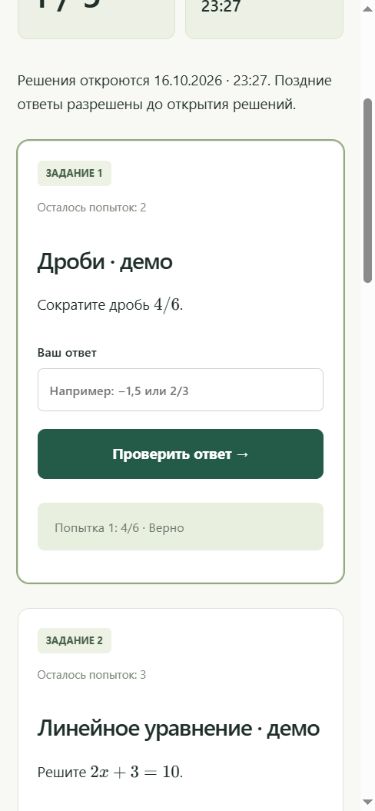 23:27
Решения откроются 16.10.2026 · 23:27. Поздние
ответы разрешены до открытия решений.
ЗАДАНИЕ 1
Осталось попыток: 2
Дроби · демо
Сократите дробь 4/6.
Ваш ответ
Например: −1,5 или 2/3
Проверить ответ →
Попытка 1: 4/6 · Верно
ЗАДАНИЕ 2
Осталось попыток: 3
Линейное уравнение · демо
Решите 2x + 3 = 10.